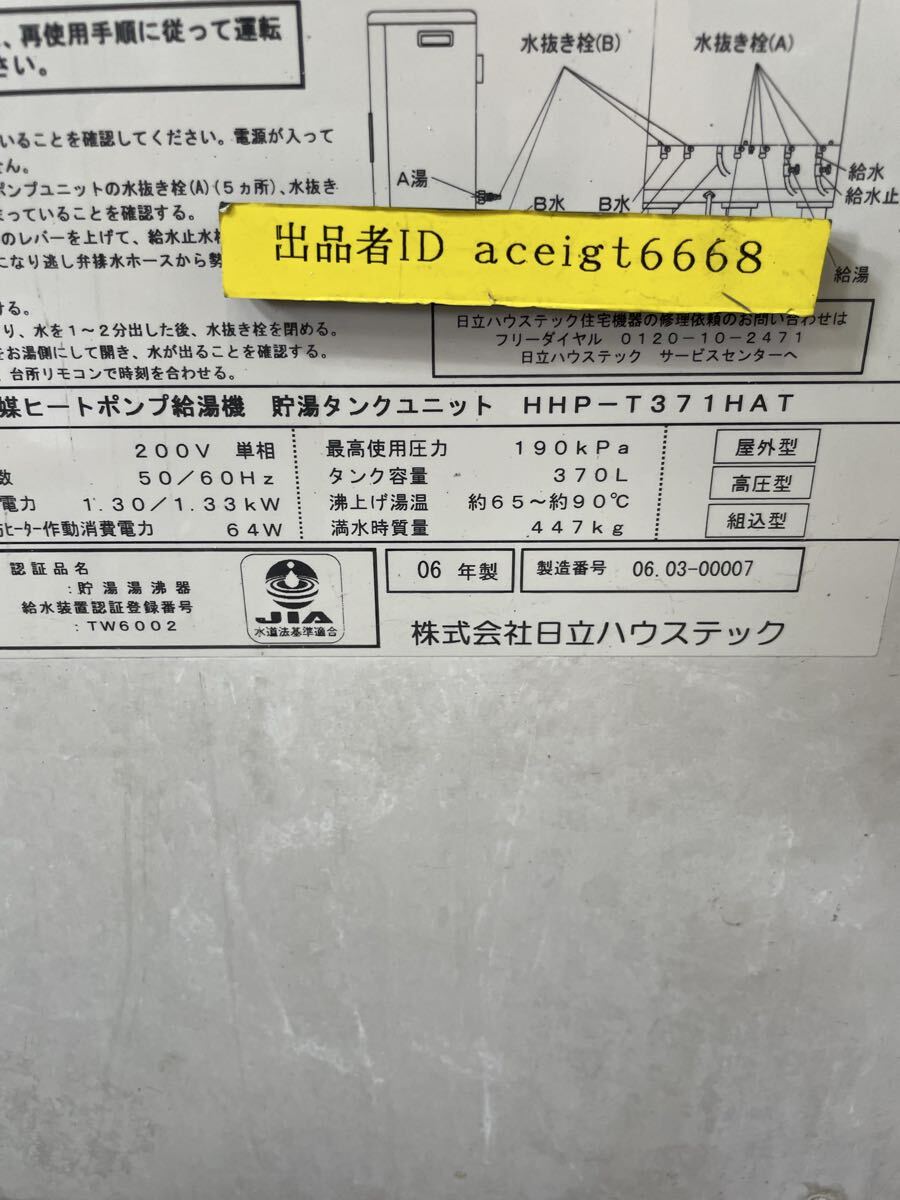 、再使用手順に従って運転
さい。
水抜き栓(B)
水抜き栓(A)
A湯
B水
B水
給水
給水止
給湯
いることを確認してください。電源が入って
せん。
ポンプユニットの水抜き栓(A)(5ヵ所)、水抜き
まっていることを確認する。
のレバーを上げて、給水止水栓
になり逃し弁排水ホースから勢
ける。
り、水を1～2分出した後、水抜き栓を閉める。
をお湯側にして開き、水が出ることを確認する。
、台所リモコンで時刻を合わせる。
出品者ID aceigt6668
日立ハウステック住宅機器の修理依頼のお問い合わせは
フリーダイヤル 0120-10-2471
日立ハウステック サービスセンターへ
媒ヒートポンプ給湯機 貯湯タンクユニット HHP-T371HAT
200V 単相
数 50/60Hz
電力 1.30/1.33kW
ﾋｰﾀｰ作動消費電力 64W
最高使用圧力 190kPa
タンク容量 370L
沸上げ湯温 約65～約90℃
満水時質量 447kg
屋外型
高圧型
組込型
認証品名
:貯湯湯沸器
給水装置認証登録番号
:TW6002
JIA
水道法基準適合
06 年製
製造番号 06.03-00007
株式会社日立ハウステック